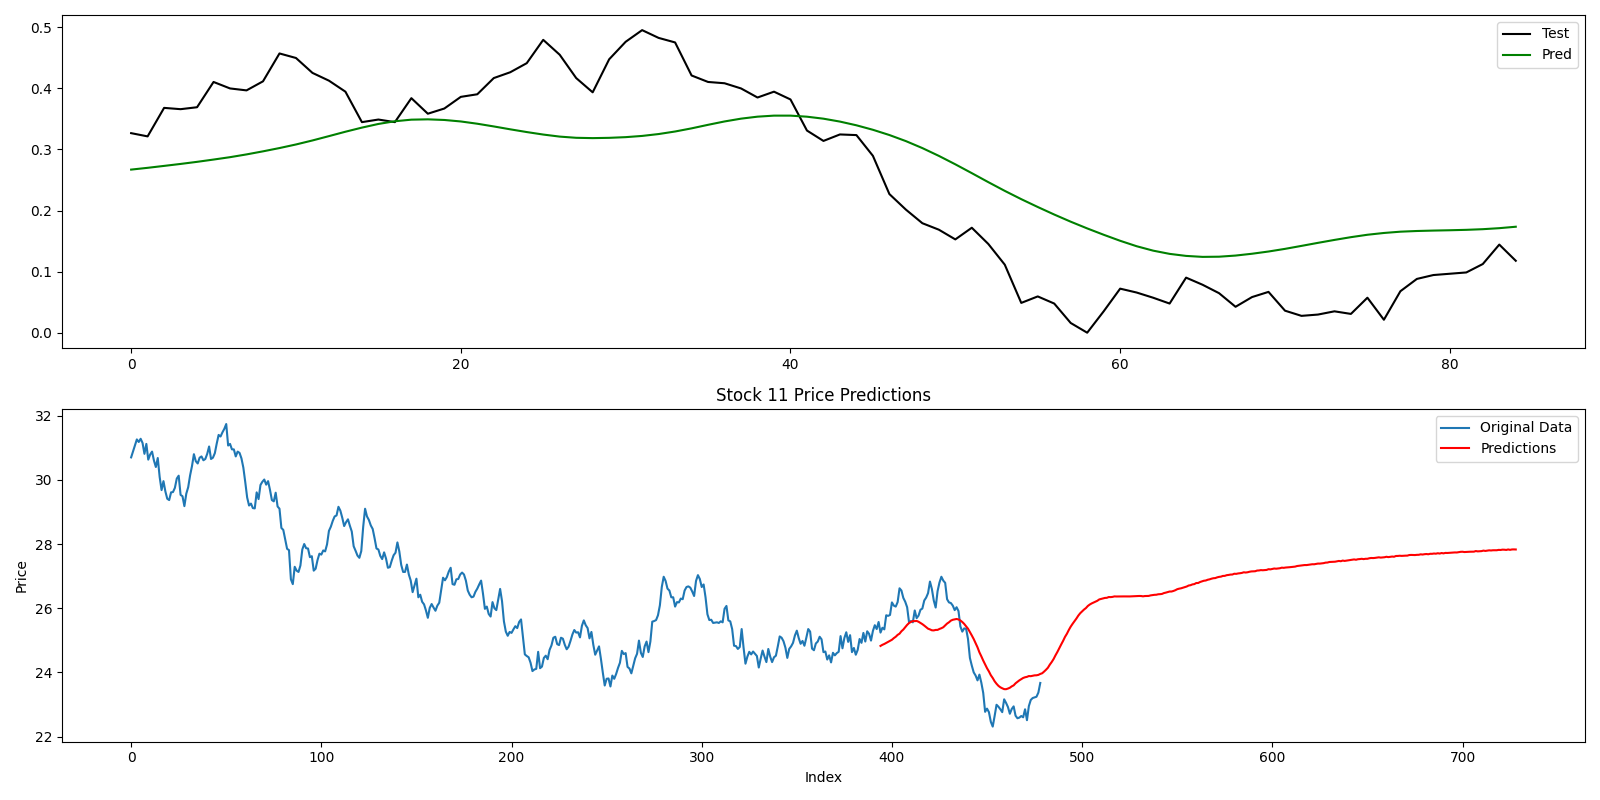 0.5
0.4
0.3
0.2
0.1
0.0
Test
Pred
0 20 40 60 80
Stock 11 Price Predictions
32
30
28
26
24
22
Price
Original Data
Predictions
0 100 200 300 400 500 600 700
Index